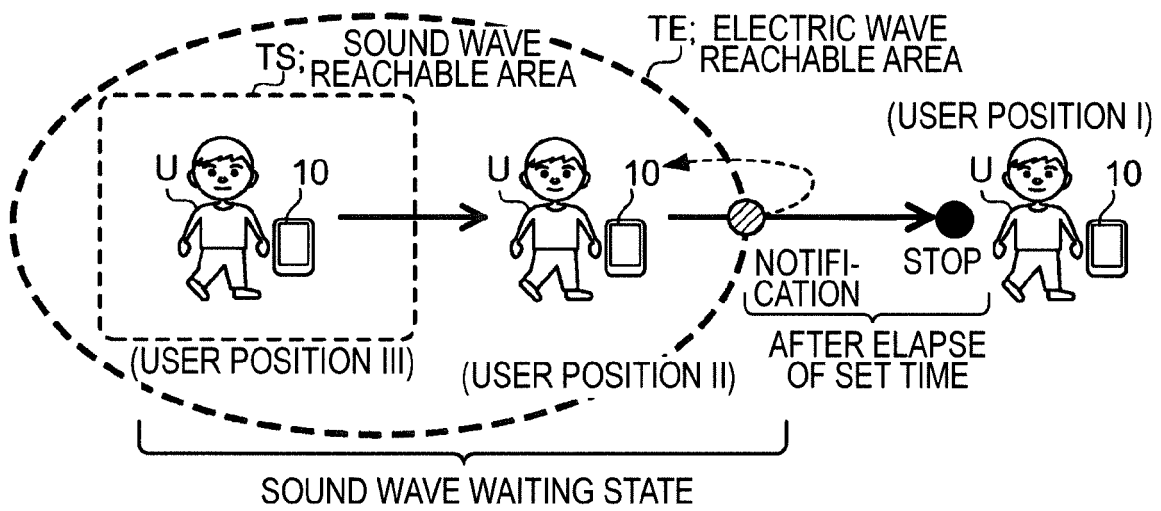 TS; SOUND WAVE
REACHABLE AREA
TE; ELECTRIC WAVE
REACHABLE AREA
(USER POSITION I)
U
10
U
10
U
10
NOTIFI-
CATION
STOP
(USER POSITION III)
(USER POSITION II)
AFTER ELAPSE
OF SET TIME
SOUND WAVE WAITING STATE